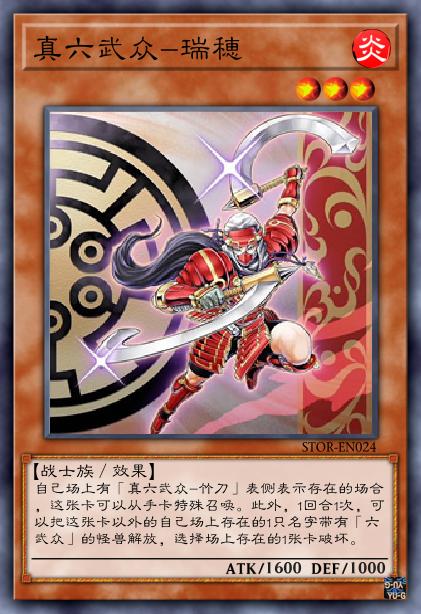 真六武众-瑞穗
炎
STOR-EN024
【战士族／效果】
自己场上有「真六武众-竹刀」表侧表示存在的场合
，这张卡可以从手卡特殊召唤。此外，1回合1次，可
以把这张卡以外的自己场上存在的1只名字带有「六
武众」的怪兽解放，选择场上存在的1张卡破坏。
ATK/1600 DEF/1000